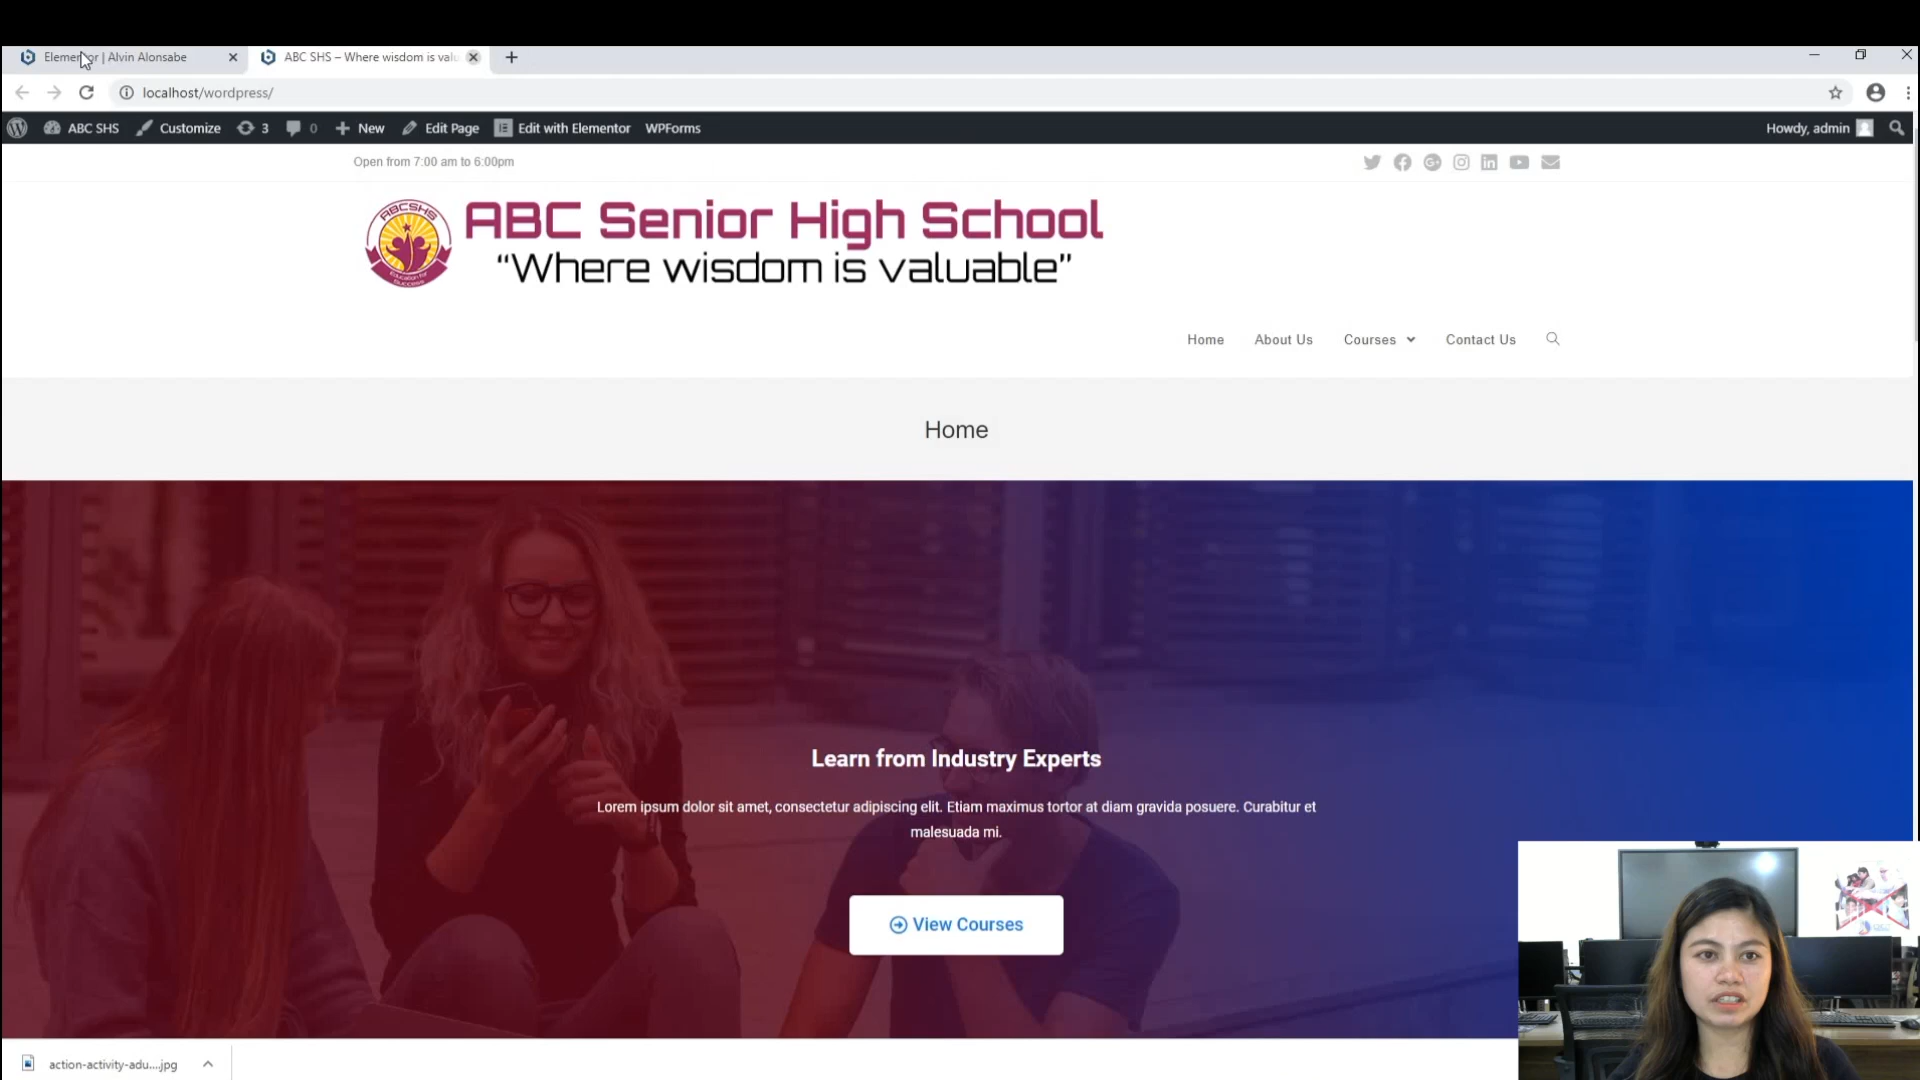 Elementor | Alvin Alonsabe
ABC SHS – Where wisdom is valu
localhost/wordpress/
ABC SHS Customize 3 0 New Edit Page Edit with Elementor WPForms Howdy, admin
Open from 7:00 am to 6:00pm
ABCSHS
Education for
Success
ABC Senior High School
“Where wisdom is valuable”
Home About Us Courses Contact Us
Home
Learn from Industry Experts
Lorem ipsum dolor sit amet, consectetur adipiscing elit. Etiam maximus tortor at diam gravida posuere. Curabitur et
malesuada mi.
View Courses
action-activity-adu....jpg